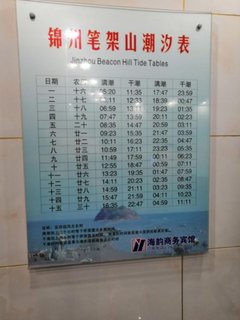 锦州笔架山潮汐表
Jinzhou Beacon Hill Tide Tables
日期 农历 满潮 干潮 满潮 干潮
一 十六 05:20 11:35 17:47 23:59
二 十七 12:33 18:39 00:47
三 十八 13:11 19:23 01:35
四 十九 07:47 13:59 20:11 02:23
五 二十 08:35 14:47 20:59 03:11
六 廿一 09:23 15:35 21:47 03:59
七 廿二 10:11 16:23 22:35 04:47
八 廿三 10:59 17:11 23:23 05:35
九 廿四 11:49 17:59 00:11 06:23
十 廿五 12:35 18:47 00:59 07:11
十一 廿六 13:23 19:35 01:47 07:59
十二 廿七 14:11 20:23 02:35 08:47
十三 廿八 14:59 21:11 03:23 09:35
十四 廿九 15:47 21:59 04:11 10:23
十五 三十 16:35 22:47 04:59 11:11
海韵商务宾馆